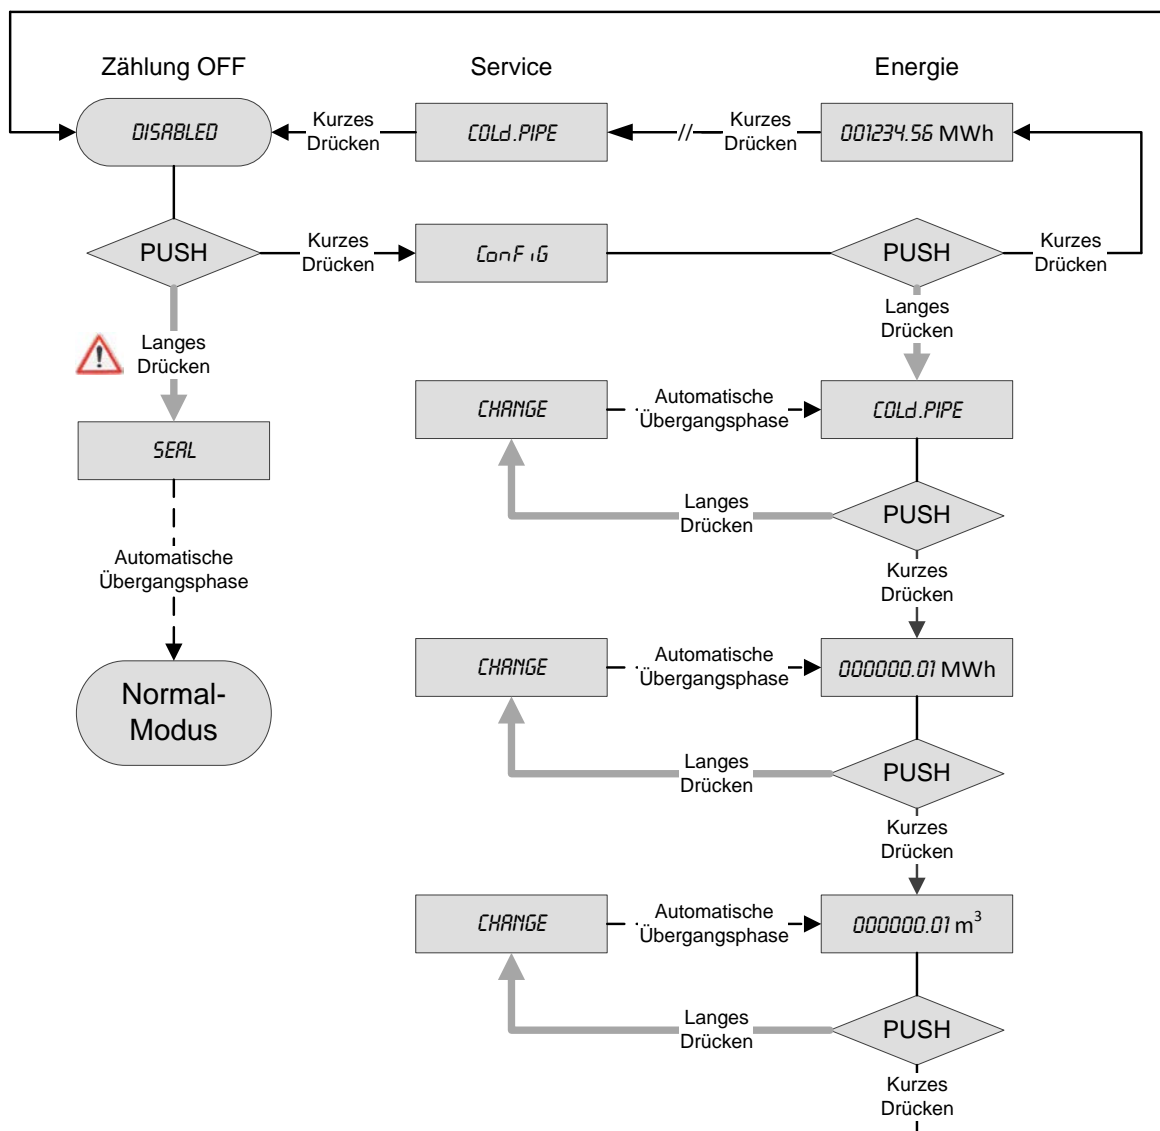 Zählung OFF
Service
Energie
DISABLED
Kurzes
Drücken
COLd.PIPE
//
Kurzes
Drücken
001234.56 MWh
PUSH
Kurzes
Drücken
ConFiG
PUSH
Kurzes
Drücken
Langes
Drücken
Langes
Drücken
CHANGE
Automatische
Übergangsphase
COLd.PIPE
SEAL
Langes
Drücken
PUSH
Automatische
Übergangsphase
Kurzes
Drücken
CHANGE
Automatische
Übergangsphase
000000.01 MWh
Normal-
Modus
Langes
Drücken
PUSH
Kurzes
Drücken
CHANGE
Automatische
Übergangsphase
000000.01 m³
Langes
Drücken
PUSH
Kurzes
Drücken